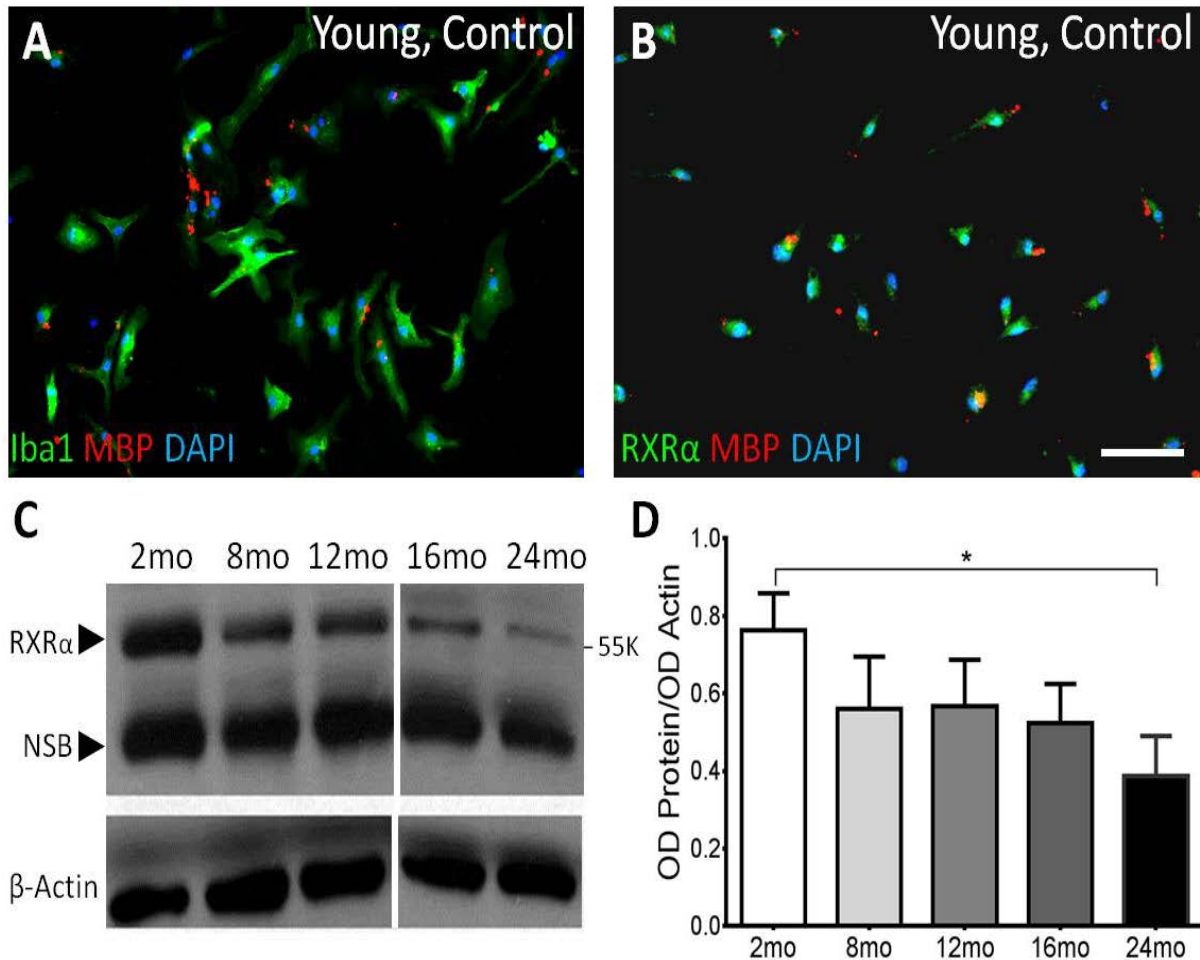 A
Young, Control
Iba1 MBP DAPI
B
Young, Control
RXRα MBP DAPI
C
2mo 8mo 12mo 16mo 24mo
RXRα
55K
NSB
β-Actin
D
*
OD Protein/OD Actin
1.0
0.8
0.6
0.4
0.2
0.0
2mo 8mo 12mo 16mo 24mo